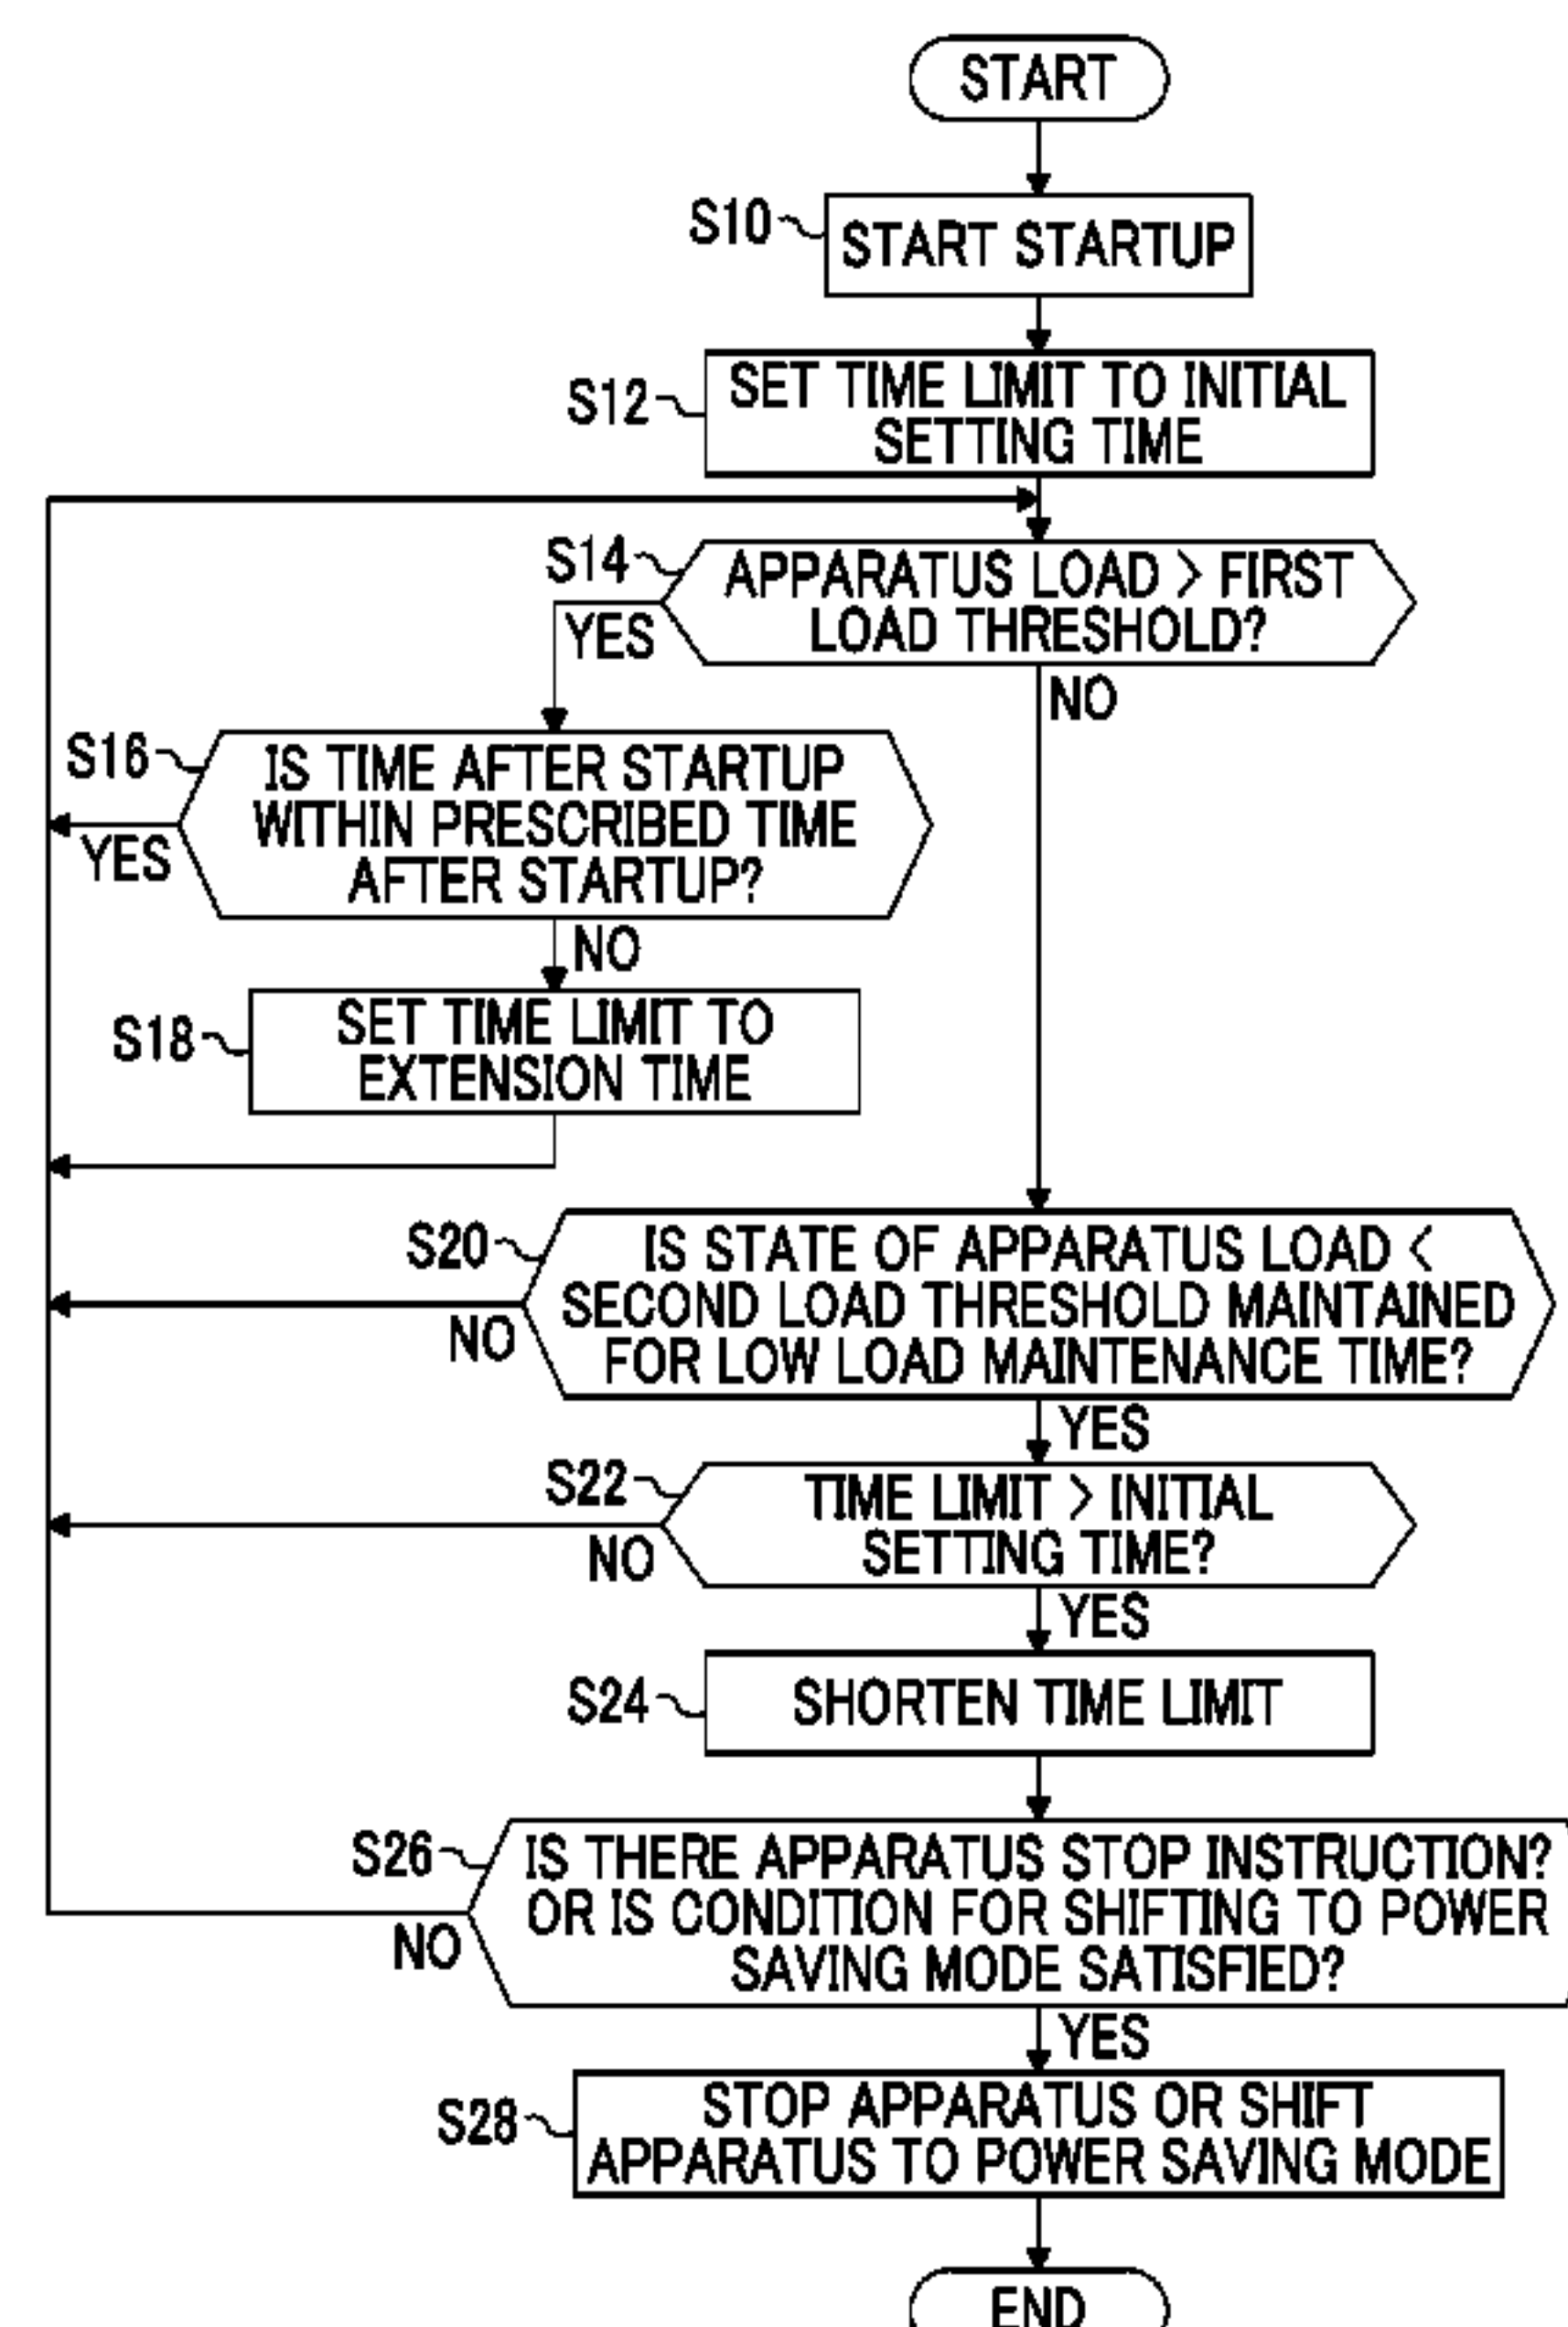 START
S10
START STARTUP
S12
SET TIME LIMIT TO INITIAL
SETTING TIME
S14
APPARATUS LOAD > FIRST
LOAD THRESHOLD?
YES
NO
S16
IS TIME AFTER STARTUP
WITHIN PRESCRIBED TIME
AFTER STARTUP?
YES
NO
S18
SET TIME LIMIT TO
EXTENSION TIME
S20
IS STATE OF APPARATUS LOAD <
SECOND LOAD THRESHOLD MAINTAINED
FOR LOW LOAD MAINTENANCE TIME?
NO
YES
S22
TIME LIMIT > INITIAL
SETTING TIME?
NO
YES
S24
SHORTEN TIME LIMIT
S26
IS THERE APPARATUS STOP INSTRUCTION?
OR IS CONDITION FOR SHIFTING TO POWER
SAVING MODE SATISFIED?
NO
YES
S28
STOP APPARATUS OR SHIFT
APPARATUS TO POWER SAVING MODE
END